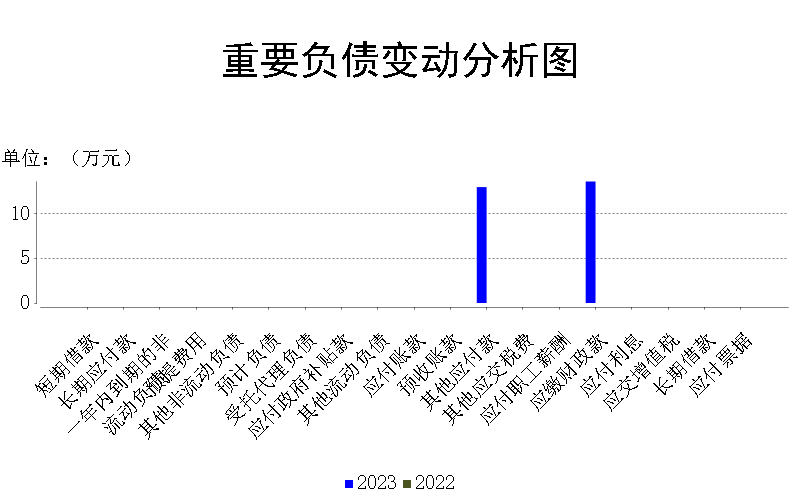 重要负债变动分析图
单位：（万元）
10
5
0
短期借款
长期应付款
一年内到期的非
流动负债
预提费用
其他非流动负债
预计负债
受托代理负债
应付政府补贴款
其他流动负债
应付账款
预收账款
其他应付款
其他应交税费
应付职工薪酬
应缴财政款
应付利息
应交增值税
长期借款
应付票据
2023
2022